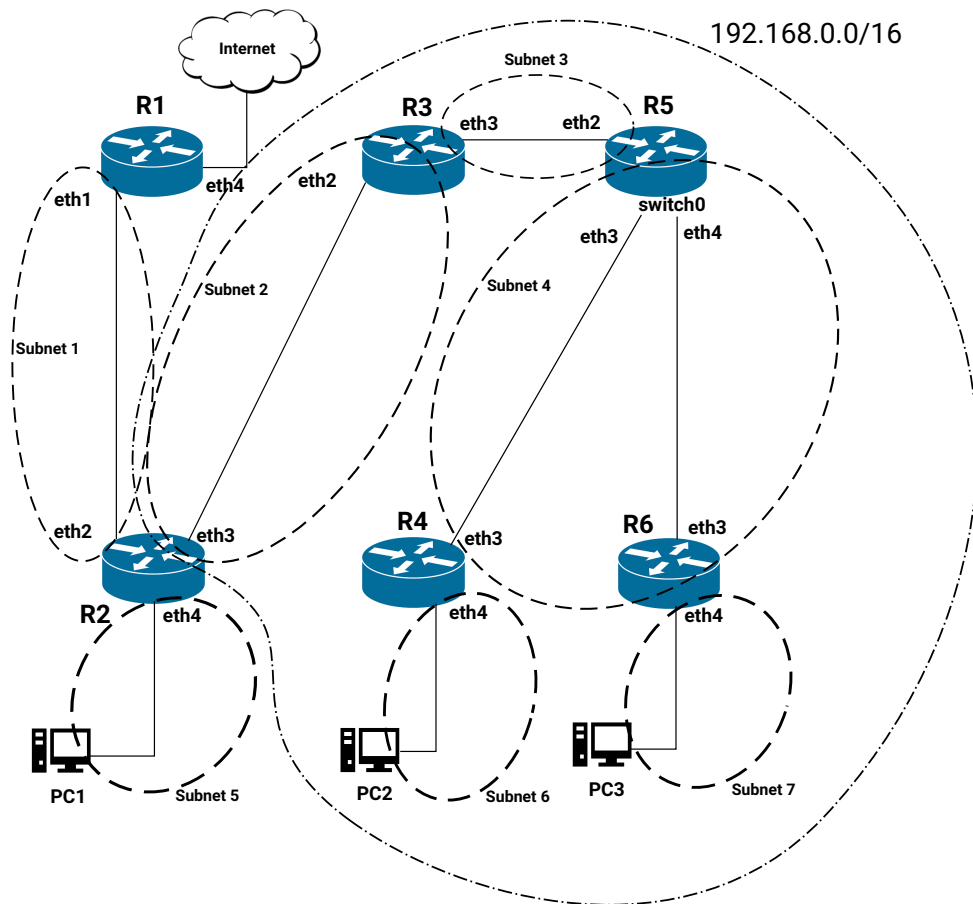 192.168.0.0/16
Internet
Subnet 3
R1
R3
R5
eth3
eth2
eth2
eth4
eth1
switch0
eth3
eth4
Subnet 2
Subnet 4
Subnet 1
R4
R6
eth2
eth3
eth3
eth3
R2
eth4
eth4
eth4
PC1
Subnet 5
PC2
Subnet 6
PC3
Subnet 7